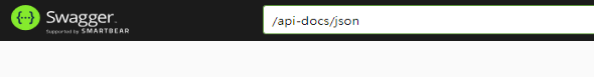 Swagger.
Supported by SMARTBEAR
/api-docs/json